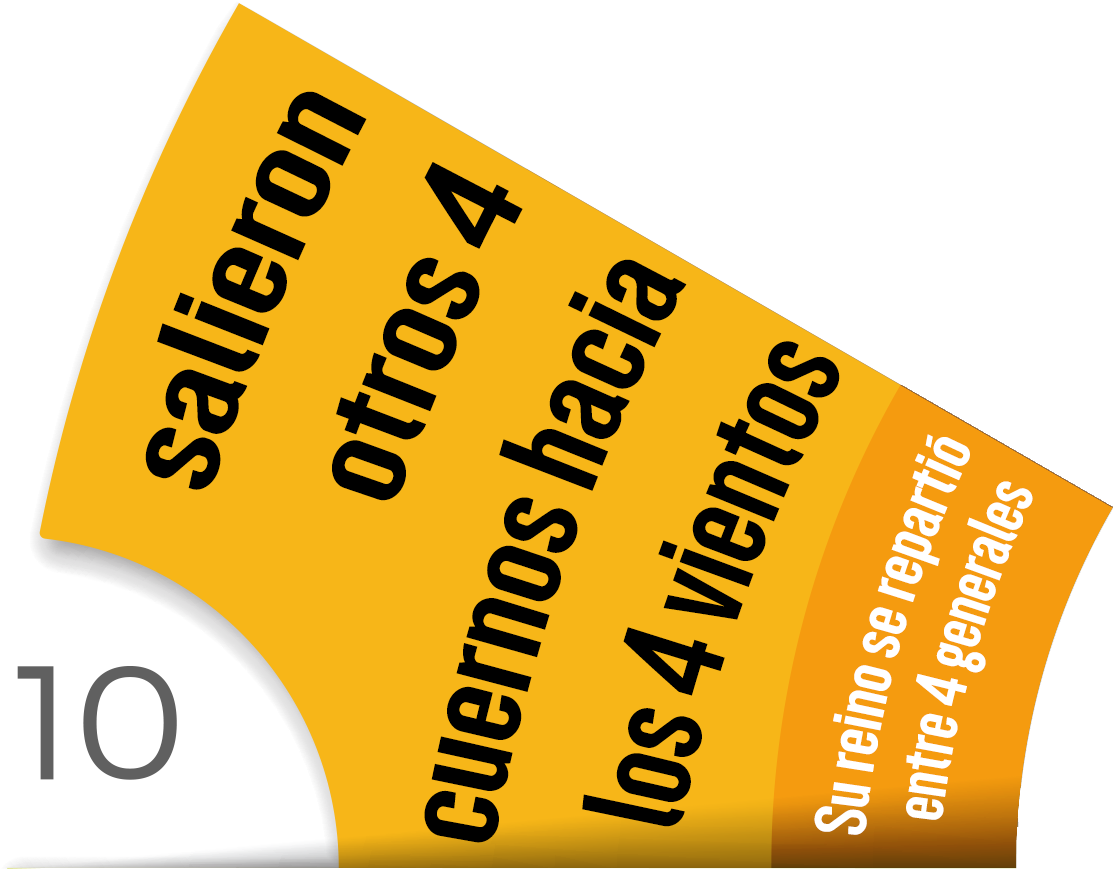 10
salieron
otros 4
cuernos hacia
los 4 vientos
Su reino se repartió
entre 4 generales